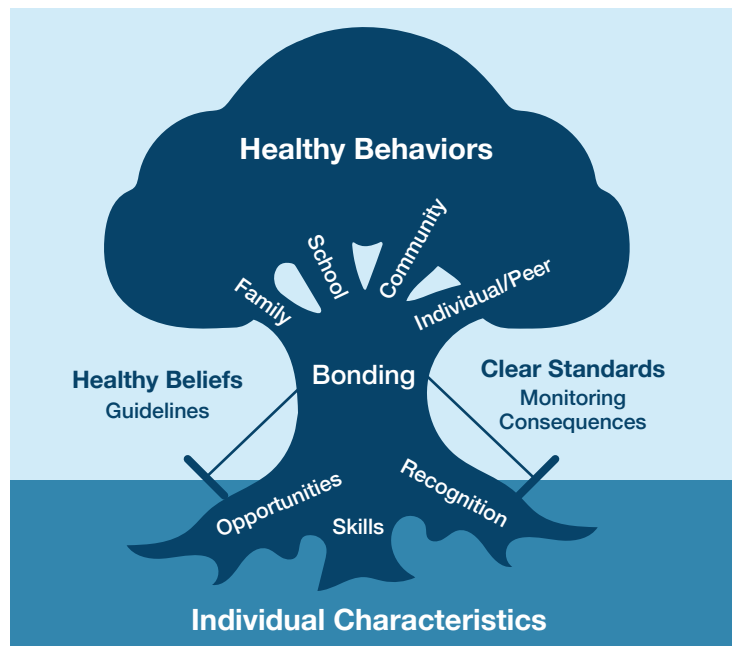 Healthy Behaviors
Family
School
Community
Individual/Peer
Bonding
Healthy Beliefs
Guidelines
Clear Standards
Monitoring
Consequences
Opportunities
Skills
Recognition
Individual Characteristics